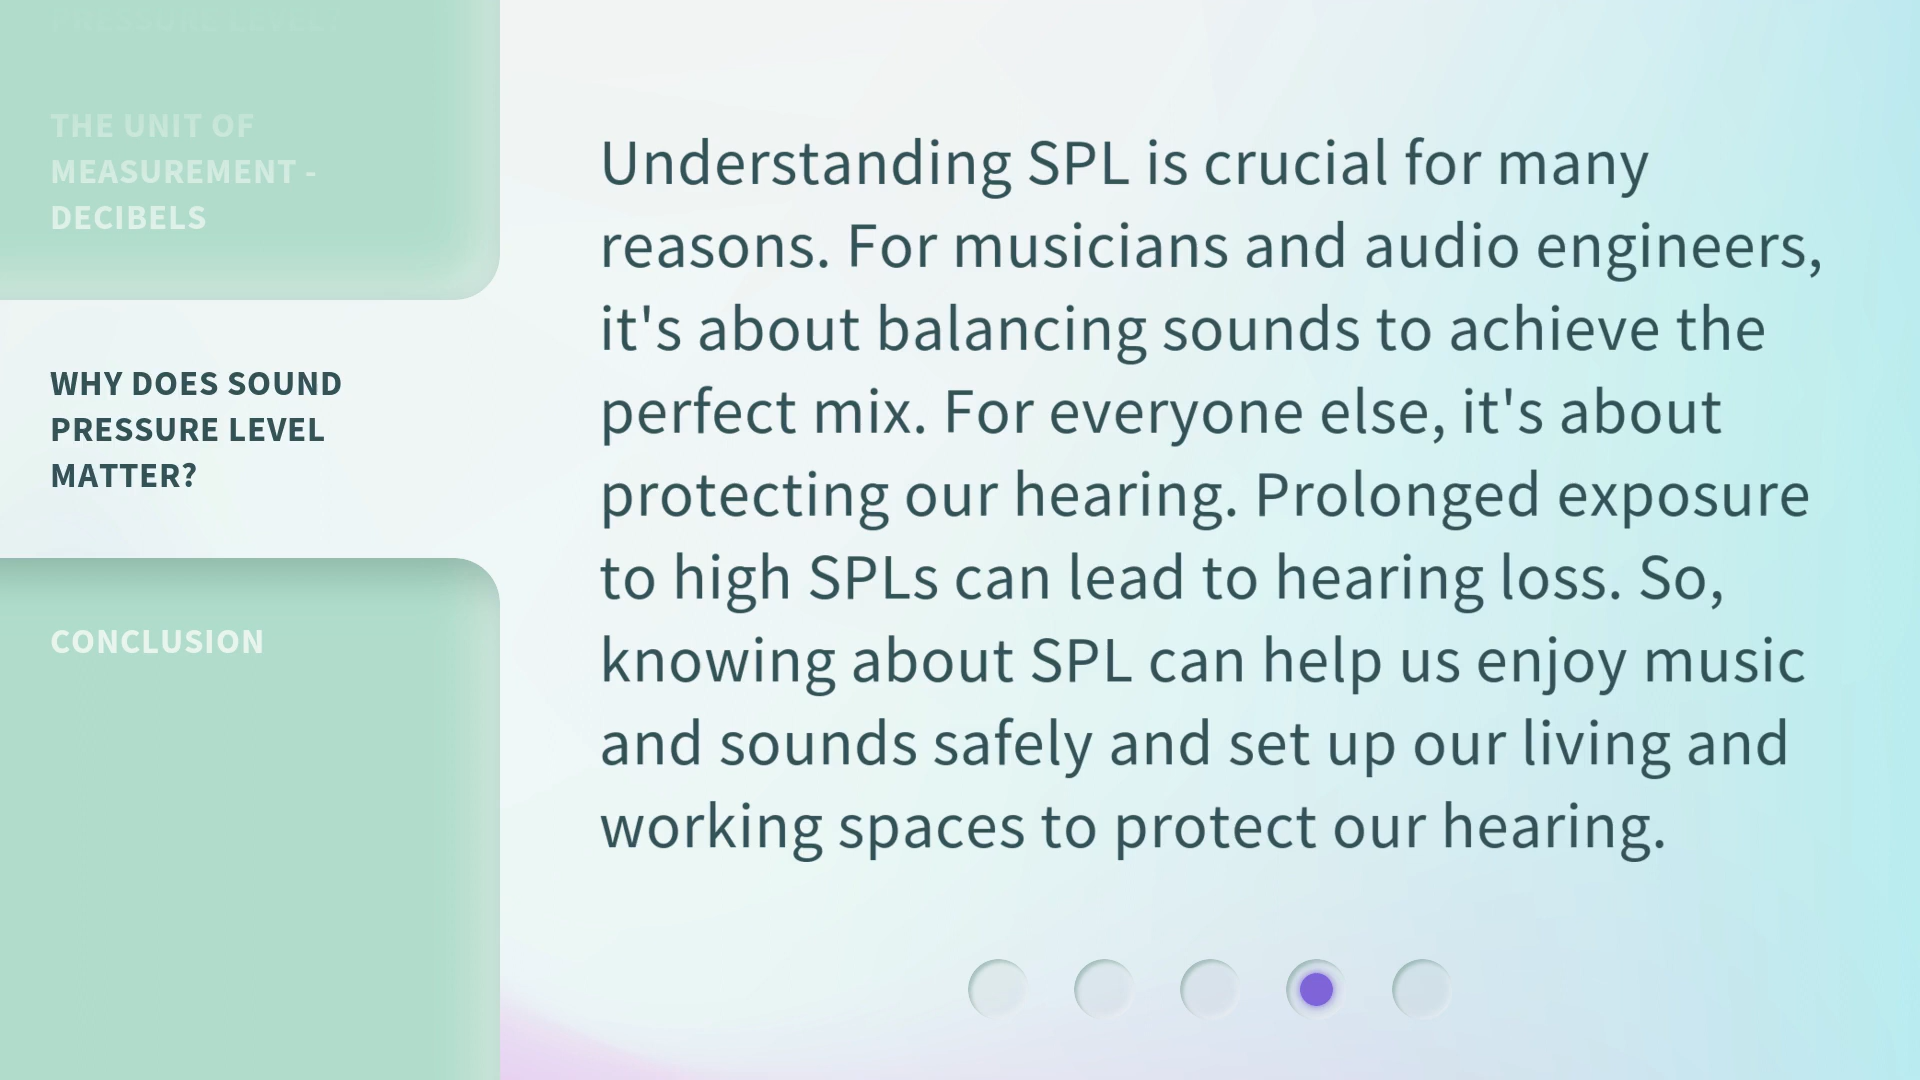 PRESSURE LEVEL?
THE UNIT OF
MEASUREMENT -
DECIBELS
WHY DOES SOUND
PRESSURE LEVEL
MATTER?
CONCLUSION
Understanding SPL is crucial for many
reasons. For musicians and audio engineers,
it's about balancing sounds to achieve the
perfect mix. For everyone else, it's about
protecting our hearing. Prolonged exposure
to high SPLs can lead to hearing loss. So,
knowing about SPL can help us enjoy music
and sounds safely and set up our living and
working spaces to protect our hearing.